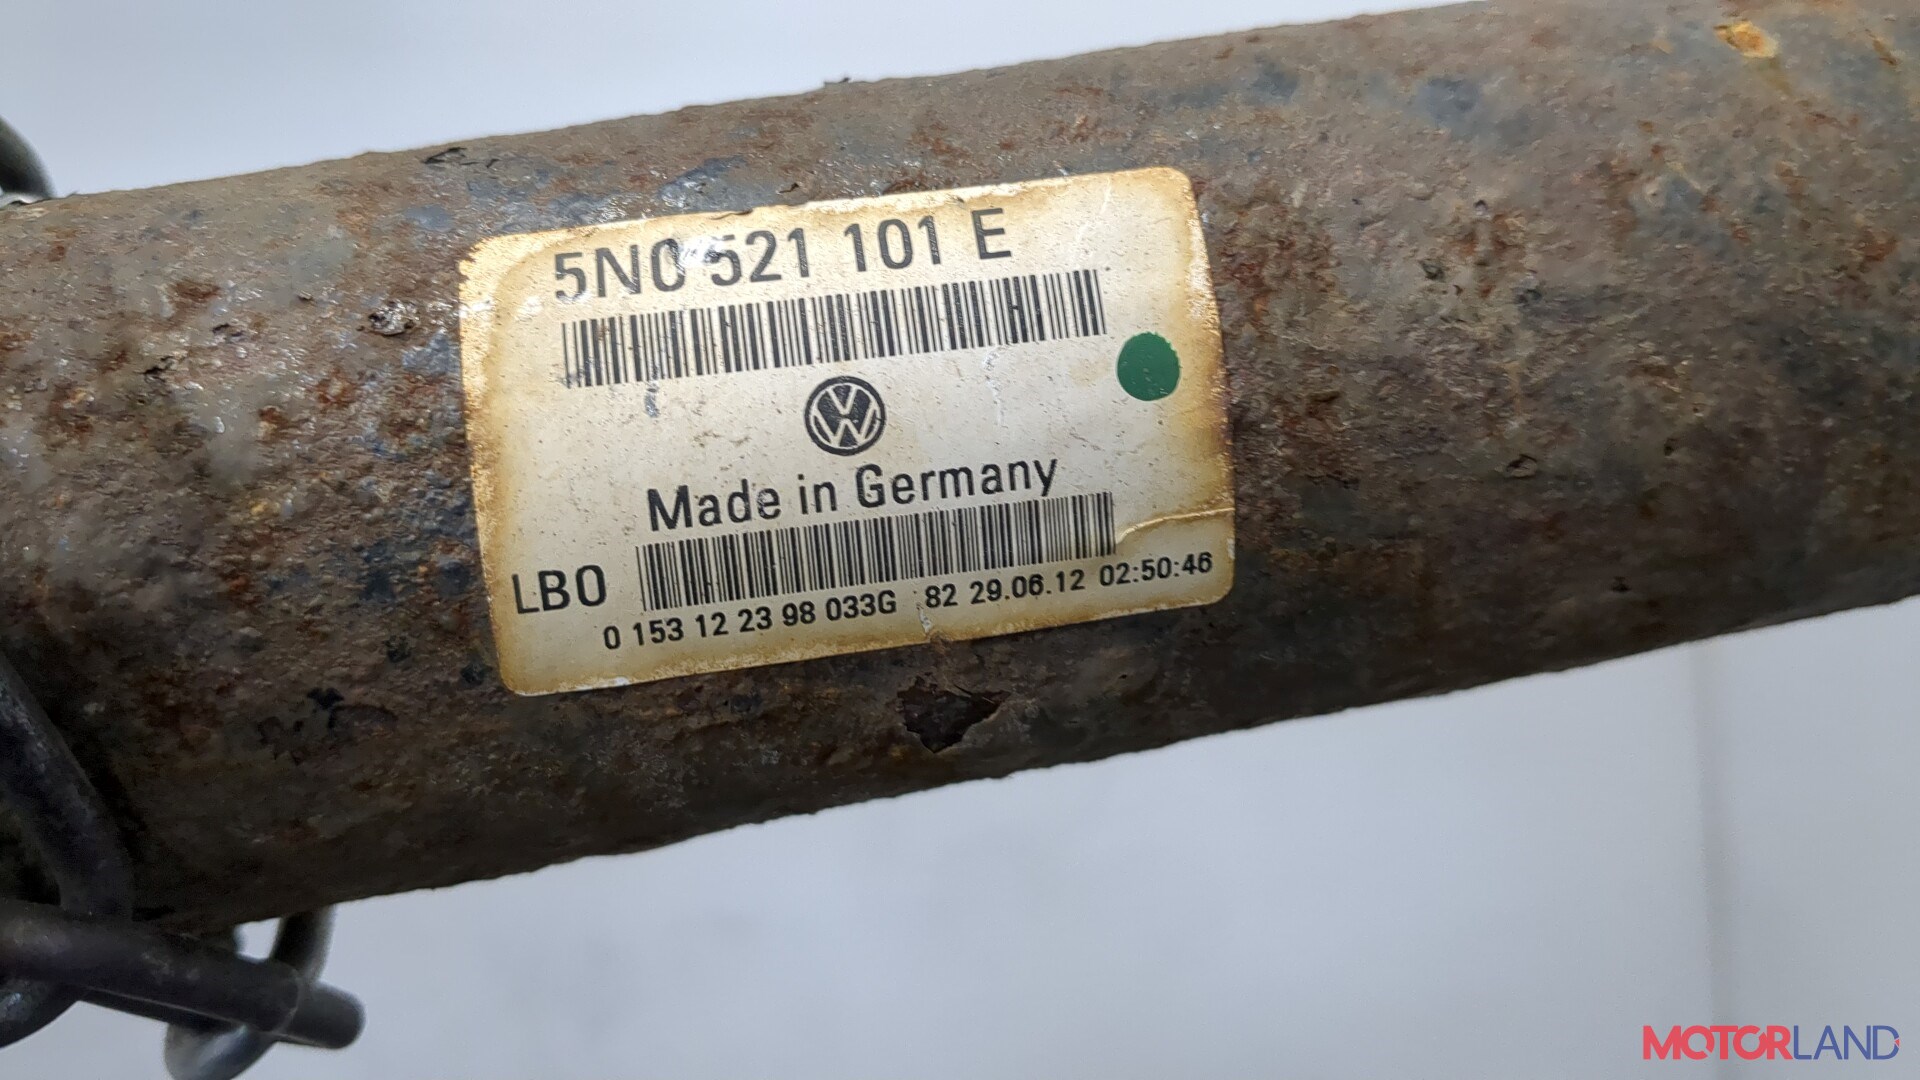 5N0 521 101 E
Made in Germany
LB0
0 153 12 23 98 033G 82 29.06.12 02:50:46
MOTORLAND